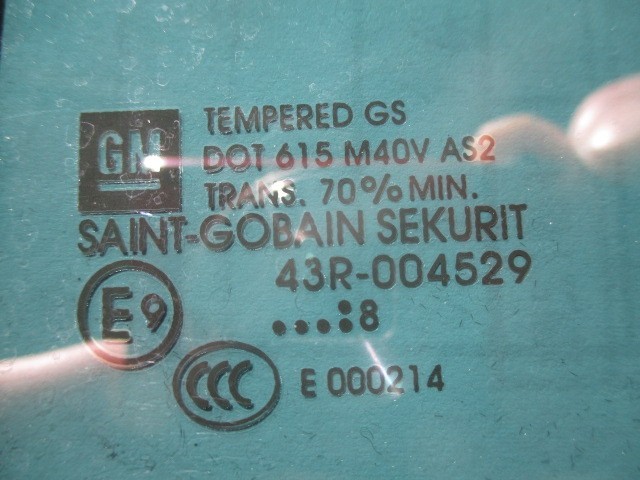 GM
TEMPERED GS
DOT 615 M40V AS2
TRANS. 70% MIN.
SAINT-GOBAIN SEKURIT
E9
43R-004529
...:8
CCC
E 000214